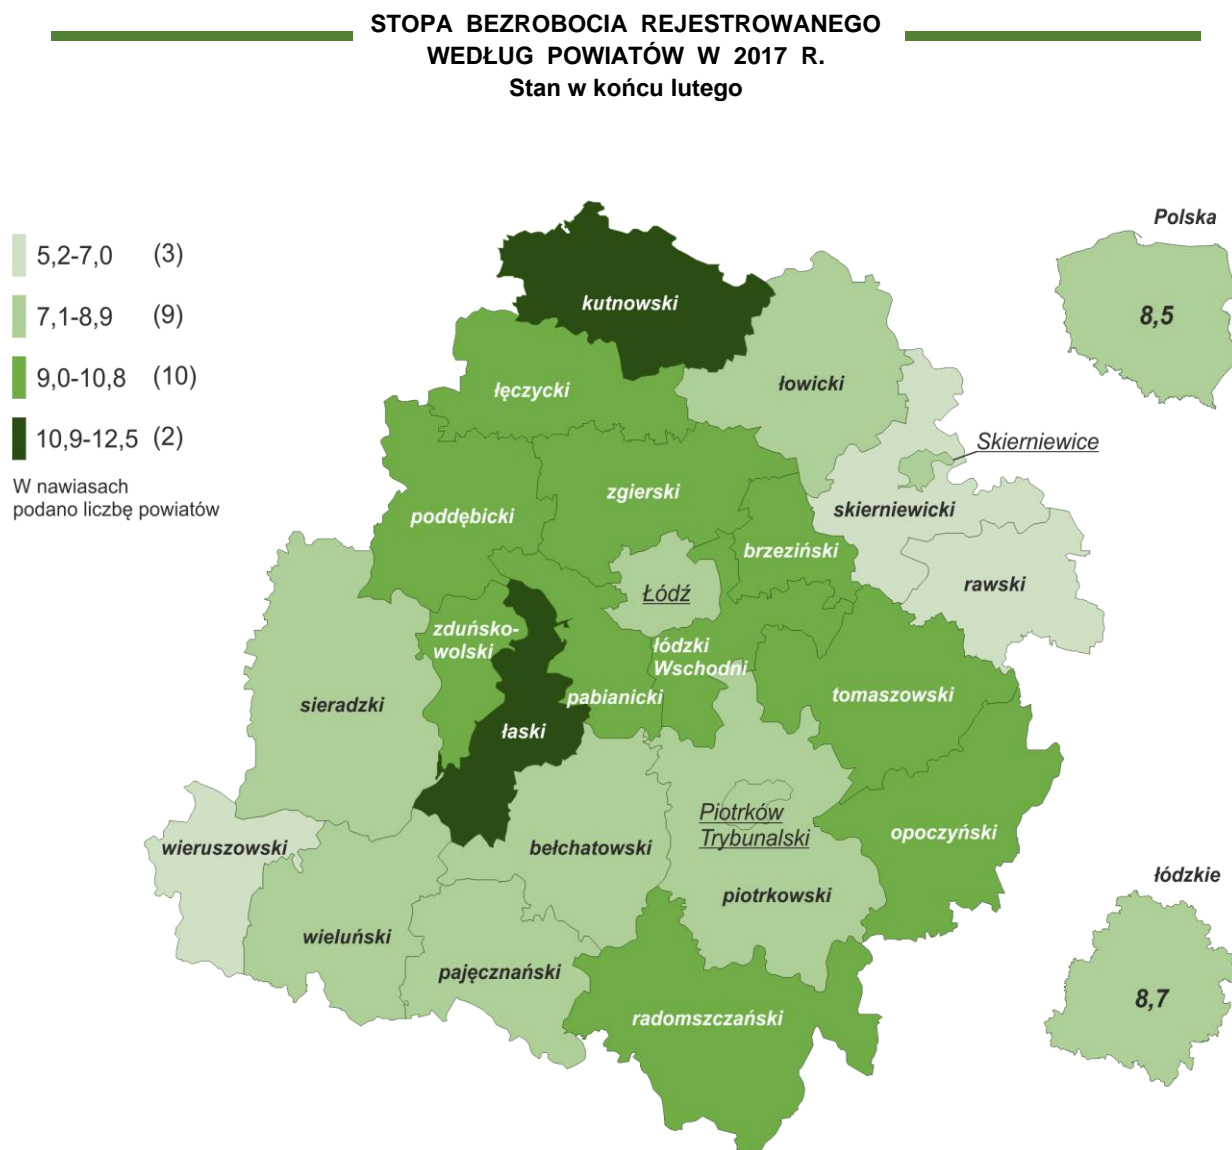 STOPA BEZROBOCIA REJESTROWANEGO
WEDŁUG POWIATÓW W 2017 R.
Stan w końcu lutego
5,2-7,0 (3)
7,1-8,9 (9)
9,0-10,8 (10)
10,9-12,5 (2)
W nawiasach
podano liczbę powiatów
Polska
8,5
kutnowski
łęczycki
łowicki
Skierniewice
zgierski
skierniewicki
poddębicki
brzeziński
rawski
Łódź
zduńsko-
wolski
łódzki
Wschodni
sieradzki
pabianicki
tomaszowski
łaski
Piotrków
Trybunalski
opoczyński
wieruszowski
bełchatowski
piotrkowski
wieluński
pajęcznański
radomszczański
łódzkie
8,7